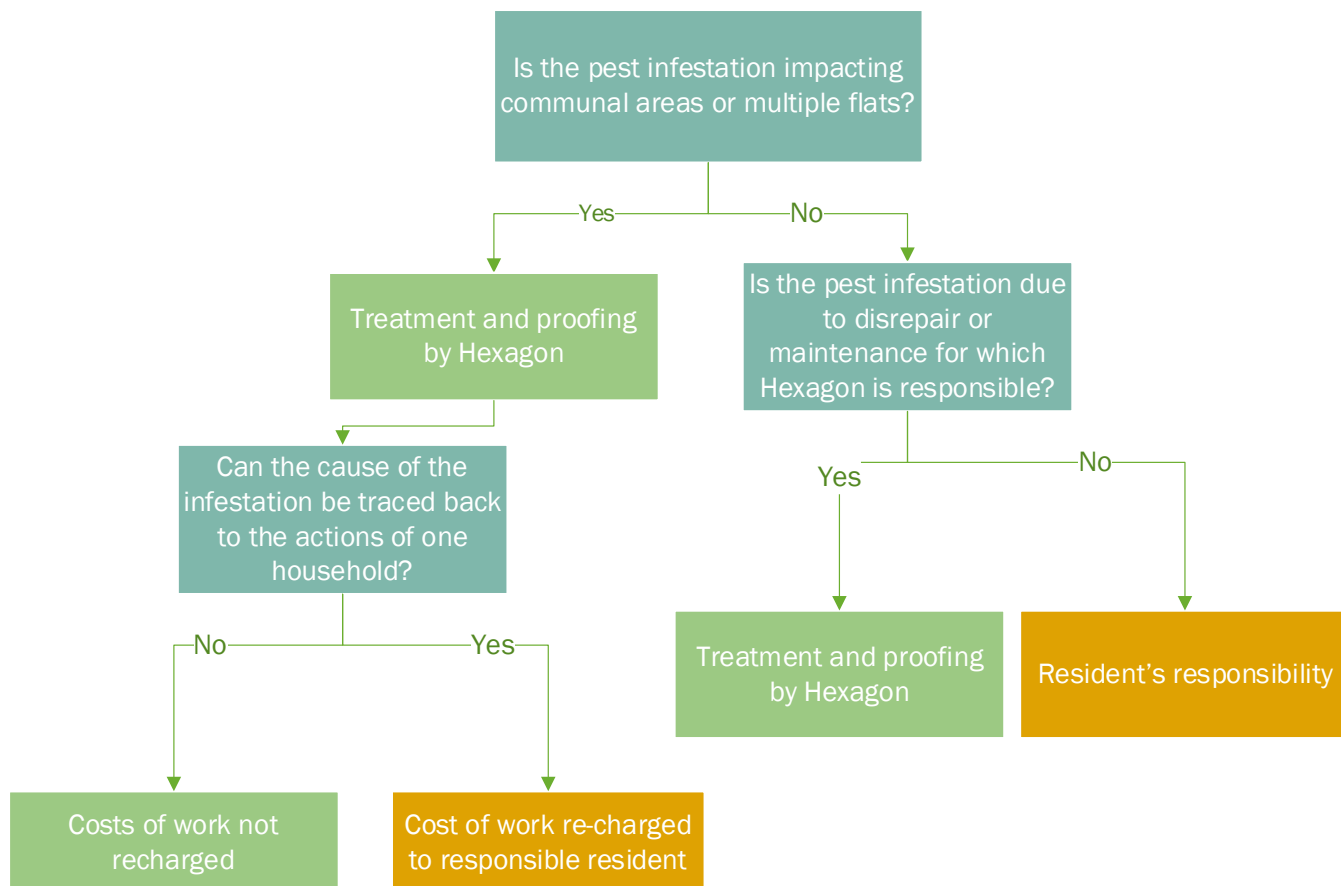 Is the pest infestation impacting
communal areas or multiple flats?
Yes
No
Treatment and proofing
by Hexagon
Is the pest infestation due
to disrepair or
maintenance for which
Hexagon is responsible?
Can the cause of the
infestation be traced back
to the actions of one
household?
Yes
No
No
Yes
Treatment and proofing
by Hexagon
Resident’s responsibility
Costs of work not
recharged
Cost of work re-charged
to responsible resident